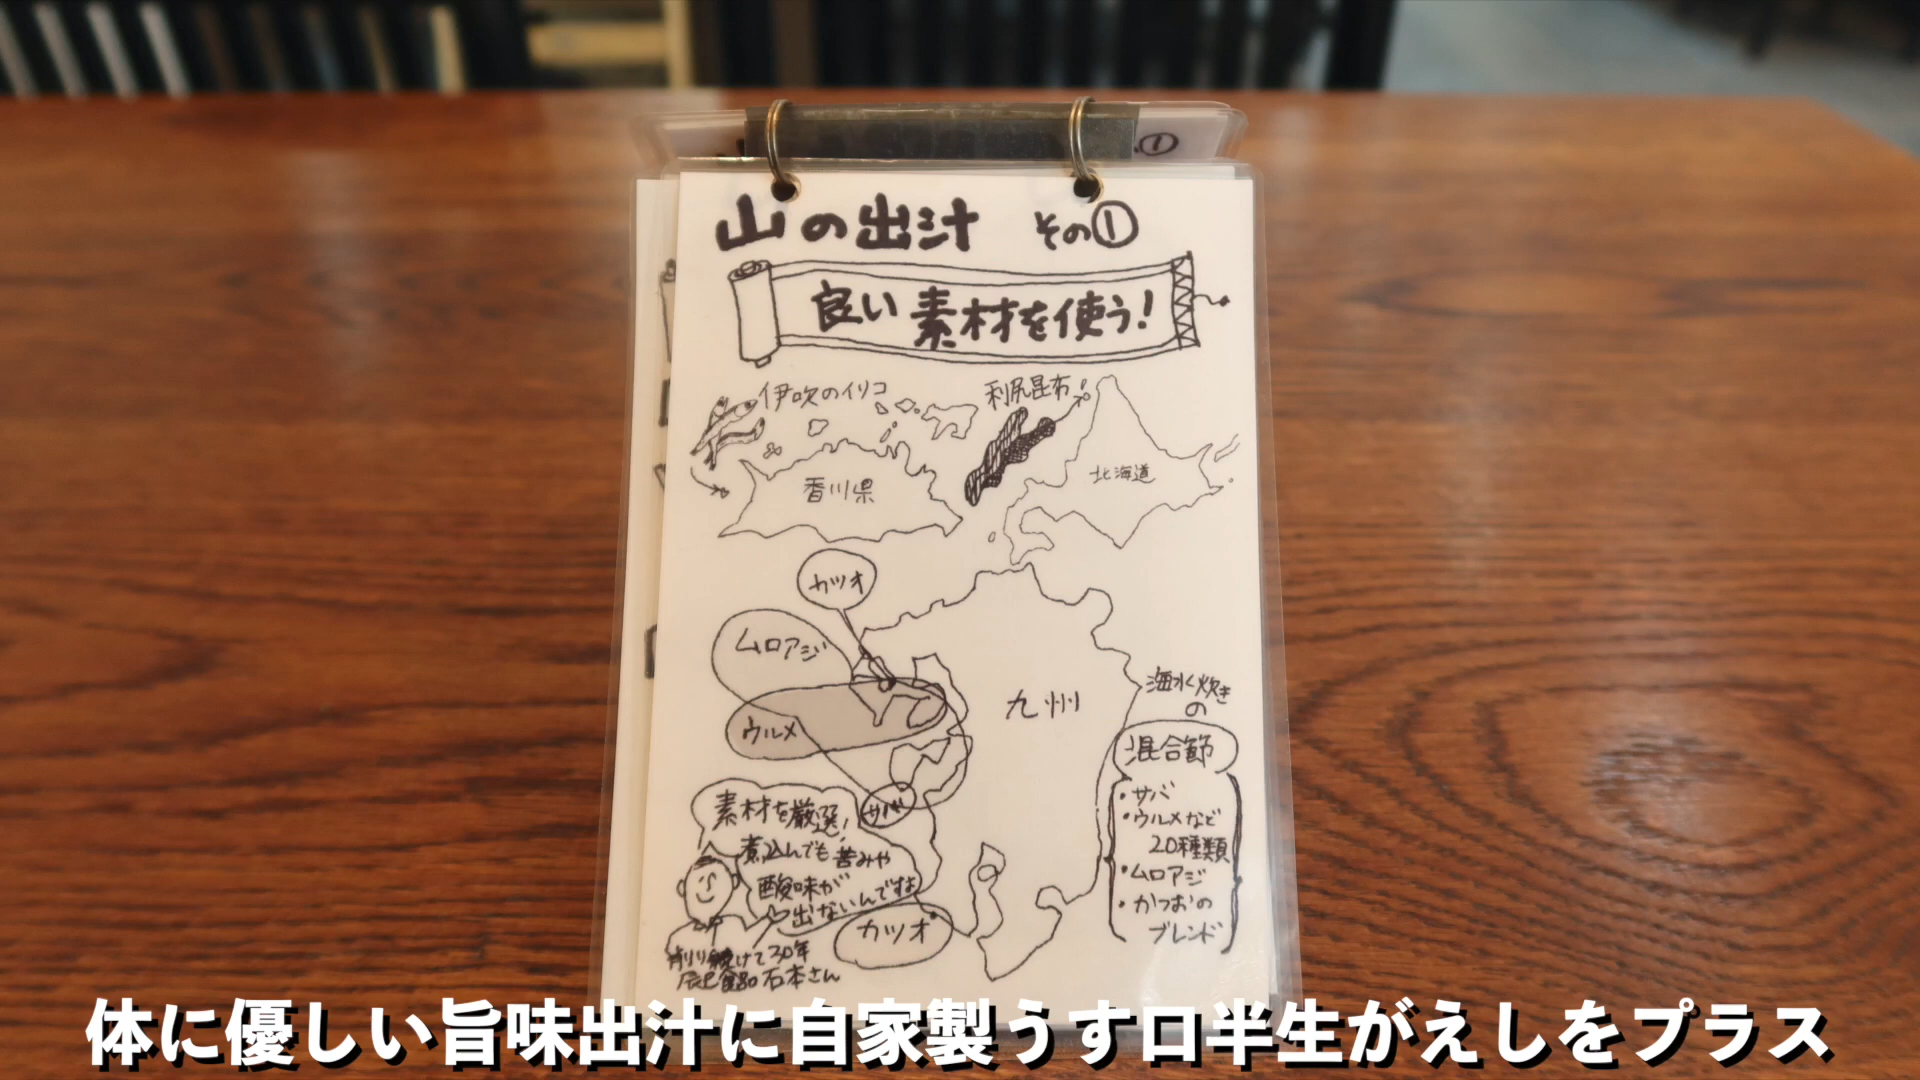 ①
山の出汁 その①
良い素材を使う!
伊吹のイリコ
利尻昆布
香川県
北海道
カツオ
ムロアジ
ウルメ
九州
サバ
海水炊き
の
混合節
・サバ
・ウルメなど
20種類
・ムロアジ
・かつおの
ブレンド
素材を厳選!
煮込んでも苦みや
酸味が
出ないんですよ
カツオ
削り続けて30年
辰巳食品 石本さん
体に優しい旨味出汁に自家製うす口半生がえしをプラス